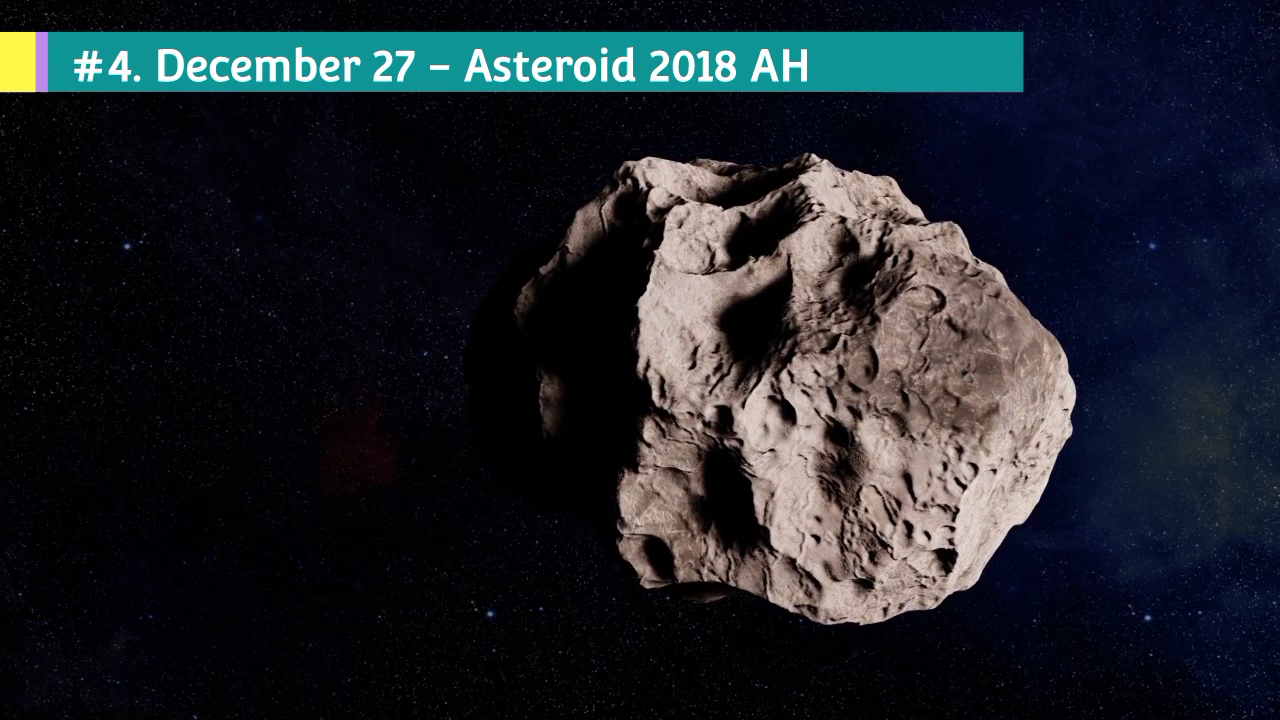 #4. December 27 – Asteroid 2018 AH